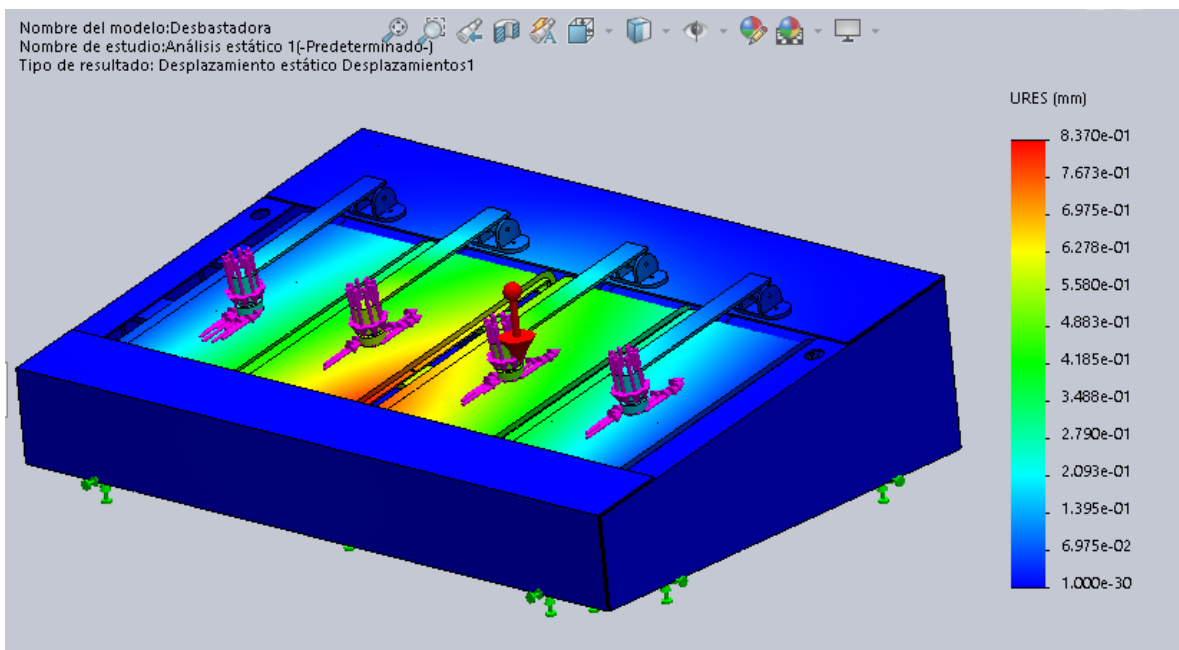 Nombre del modelo:Desbastadora
Nombre de estudio:Análisis estático 1(-Predeterminado-)
Tipo de resultado: Desplazamiento estático Desplazamientos1
URES (mm)
8.370e-01
7.673e-01
6.975e-01
6.278e-01
5.580e-01
4.883e-01
4.185e-01
3.488e-01
2.790e-01
2.093e-01
1.395e-01
6.975e-02
1.000e-30